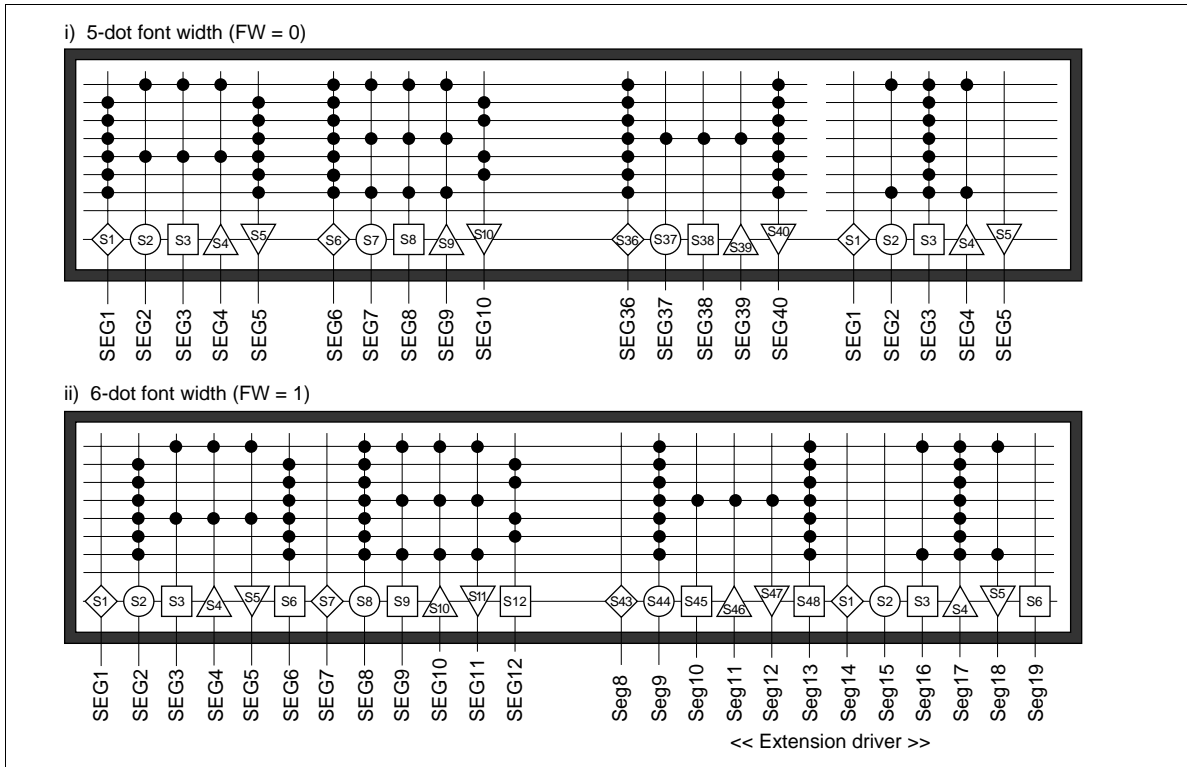 i) 5-dot font width (FW = 0)
S1 S2 S3 S4 S5 S6 S7 S8 S9 S10 S36 S37 S38 S39 S40 S1 S2 S3 S4 S5
SEG1 SEG2 SEG3 SEG4 SEG5 SEG6 SEG7 SEG8 SEG9 SEG10 SEG36 SEG37 SEG38 SEG39 SEG40 SEG1 SEG2 SEG3 SEG4 SEG5
ii) 6-dot font width (FW = 1)
S1 S2 S3 S4 S5 S6 S7 S8 S9 S10 S11 S12 S43 S44 S45 S46 S47 S48 S1 S2 S3 S4 S5 S6
SEG1 SEG2 SEG3 SEG4 SEG5 SEG6 SEG7 SEG8 SEG9 SEG10 SEG11 SEG12 Seg8 Seg9 Seg10 Seg11 Seg12 Seg13 Seg14 Seg15 Seg16 Seg17 Seg18 Seg19
<< Extension driver >>